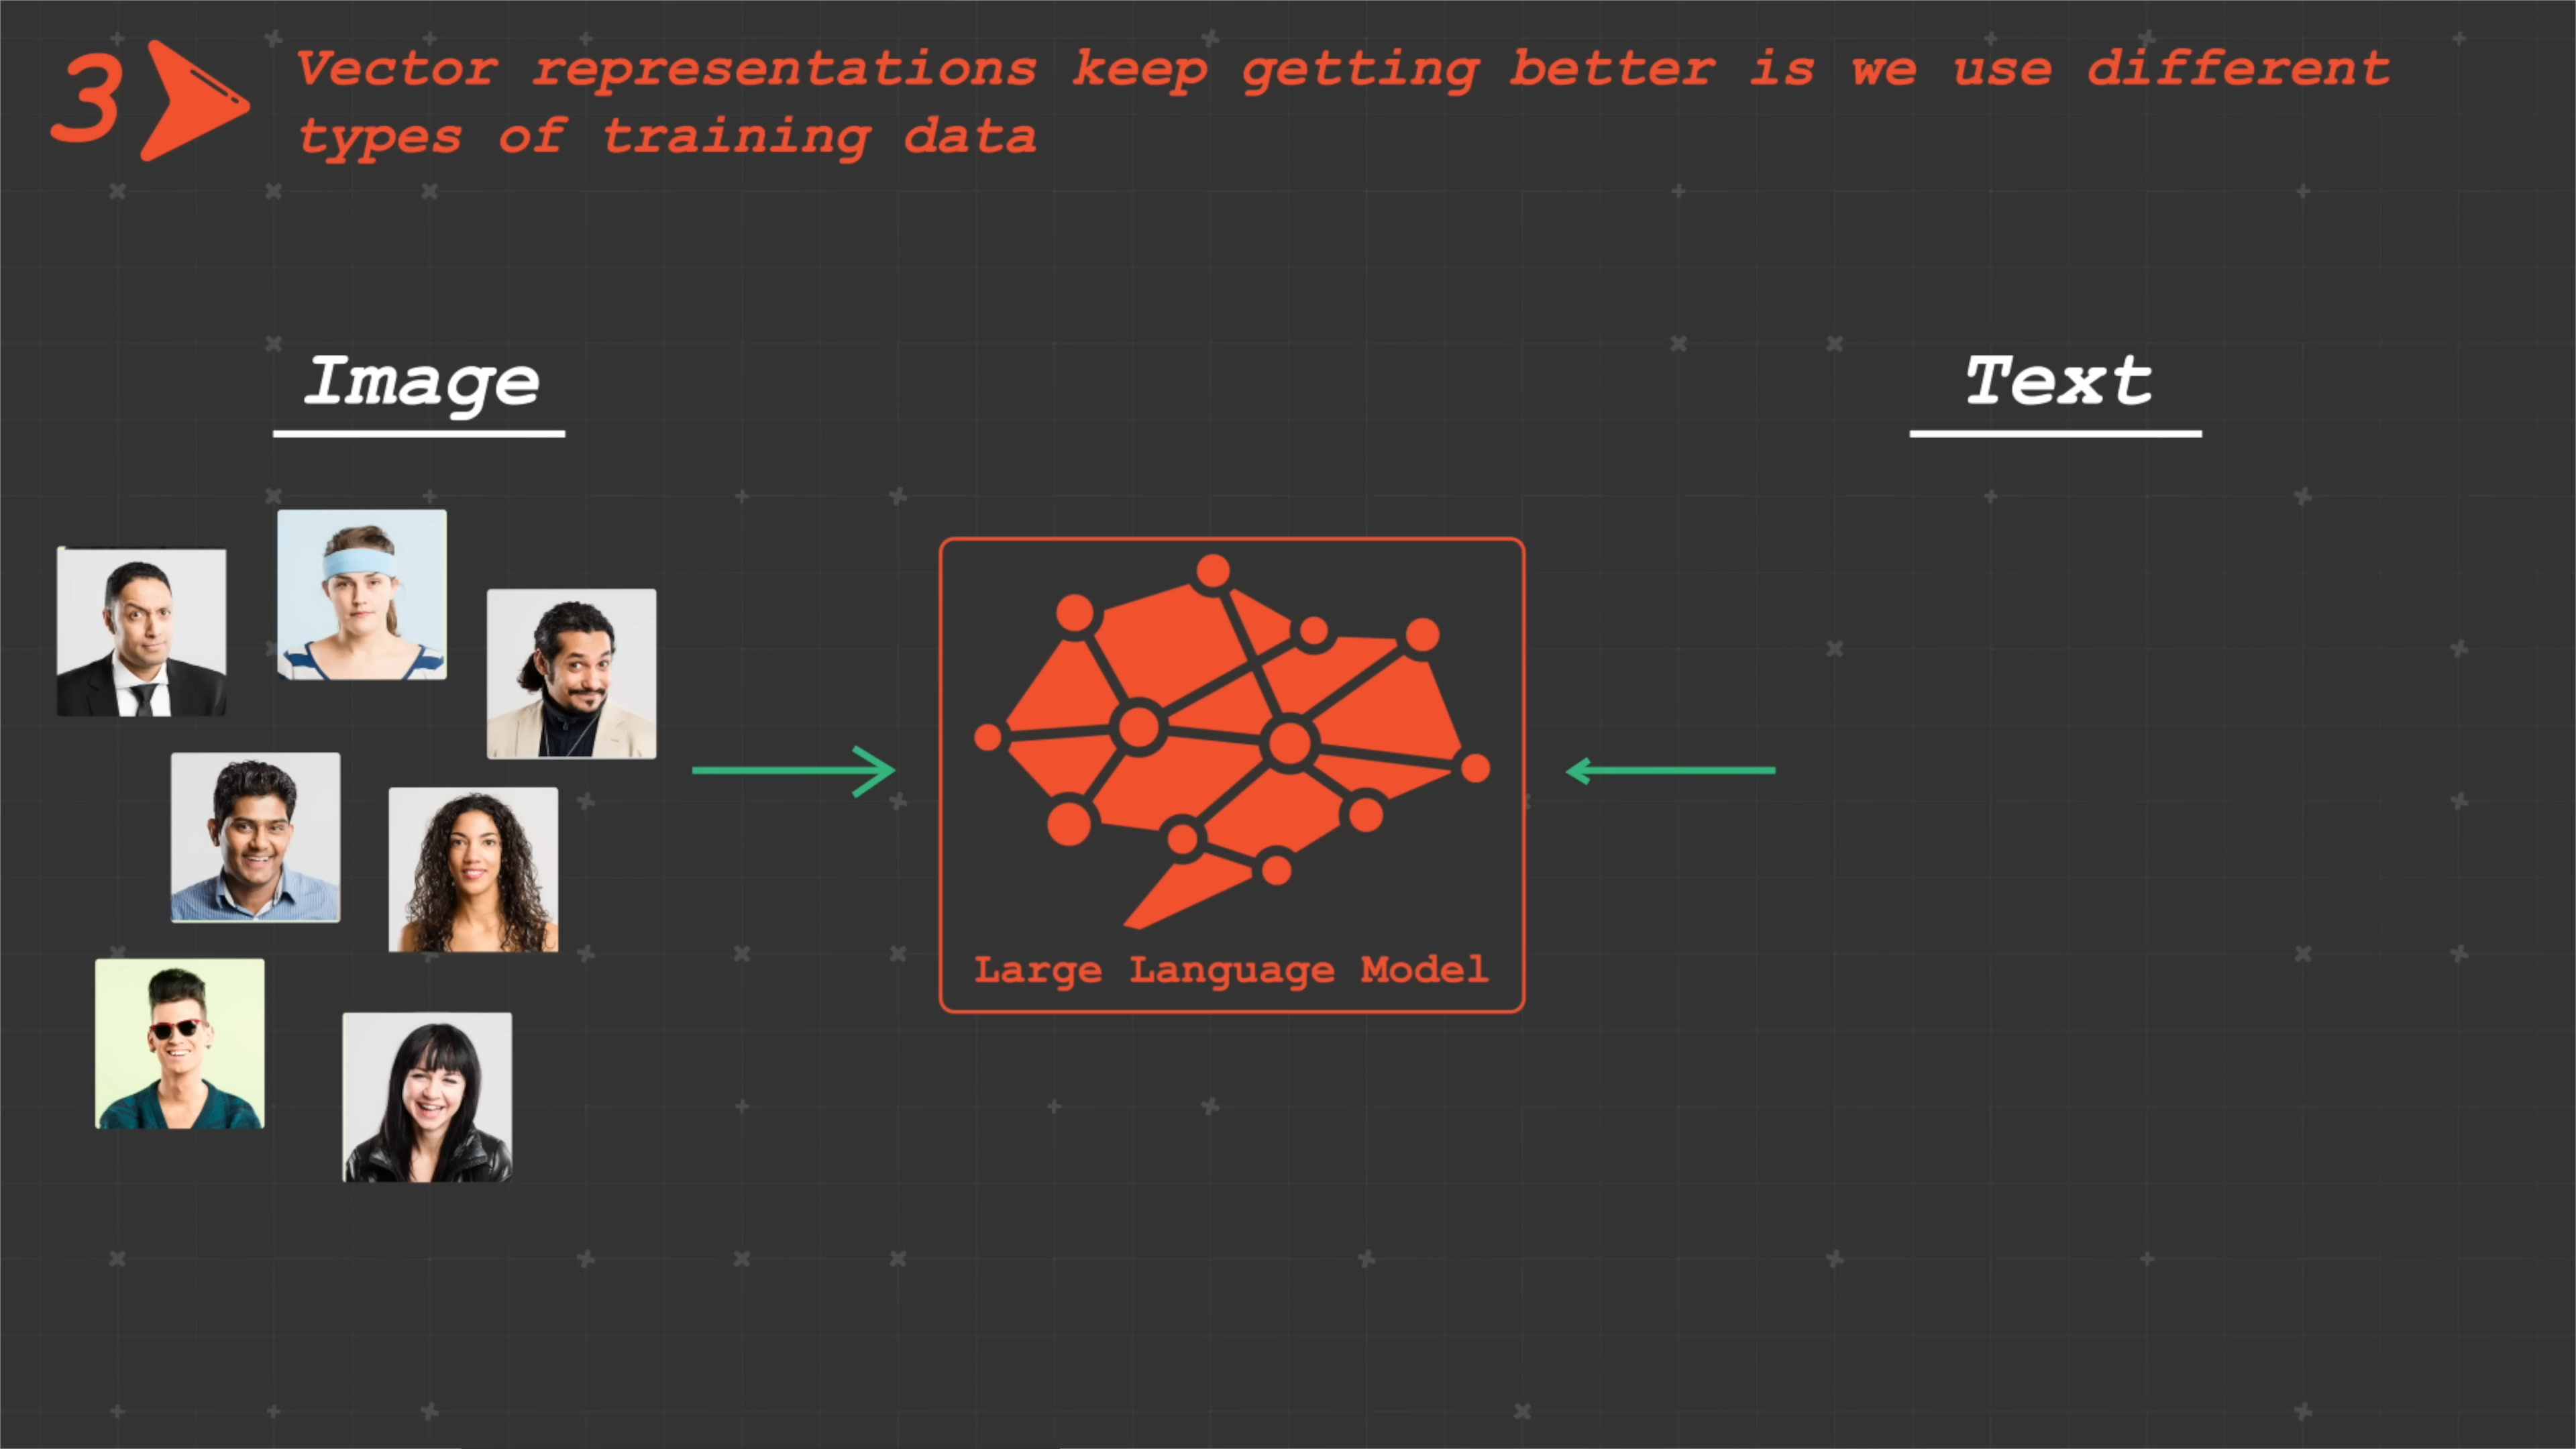 3
Vector representations keep getting better is we use different
types of training data
Image
Text
Large Language Model